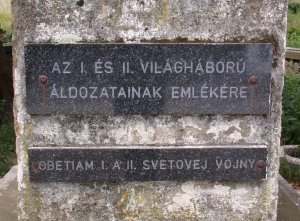 AZ I. ÉS II. VILÁGHÁBORÚ
ÁLDOZATAINAK EMLÉKÉRE
OBETIAM I. A II. SVETOVEJ VOJNY